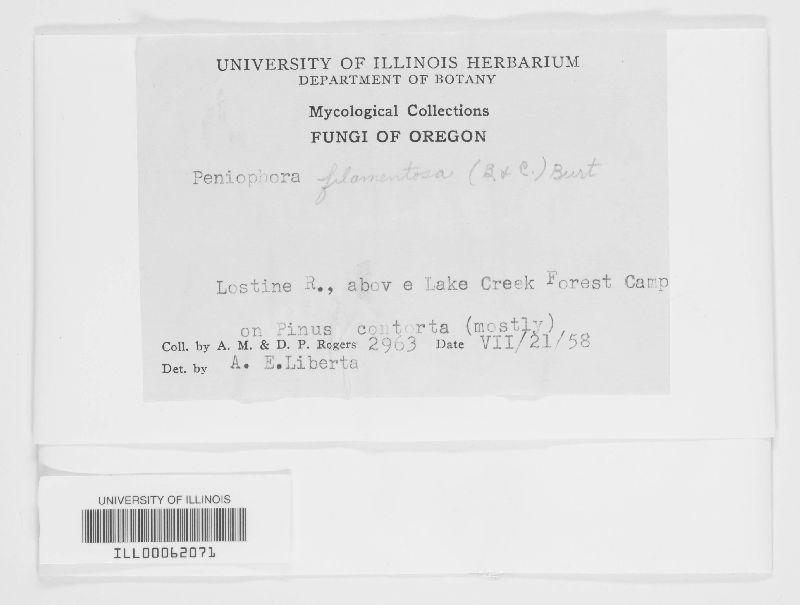 UNIVERSITY OF ILLINOIS HERBARIUM
DEPARTMENT OF BOTANY
Mycological Collections
FUNGI OF OREGON
Peniophora filamentosa (B. & C.) Burt
Lostine R., abov e Lake Creek Forest Camp
on Pinus contorta (mostly)
Coll. by A. M. & D. P. Rogers 2963 Date VII/21/58
Det. by A. E.Liberta
UNIVERSITY OF ILLINOIS
ILL00062071